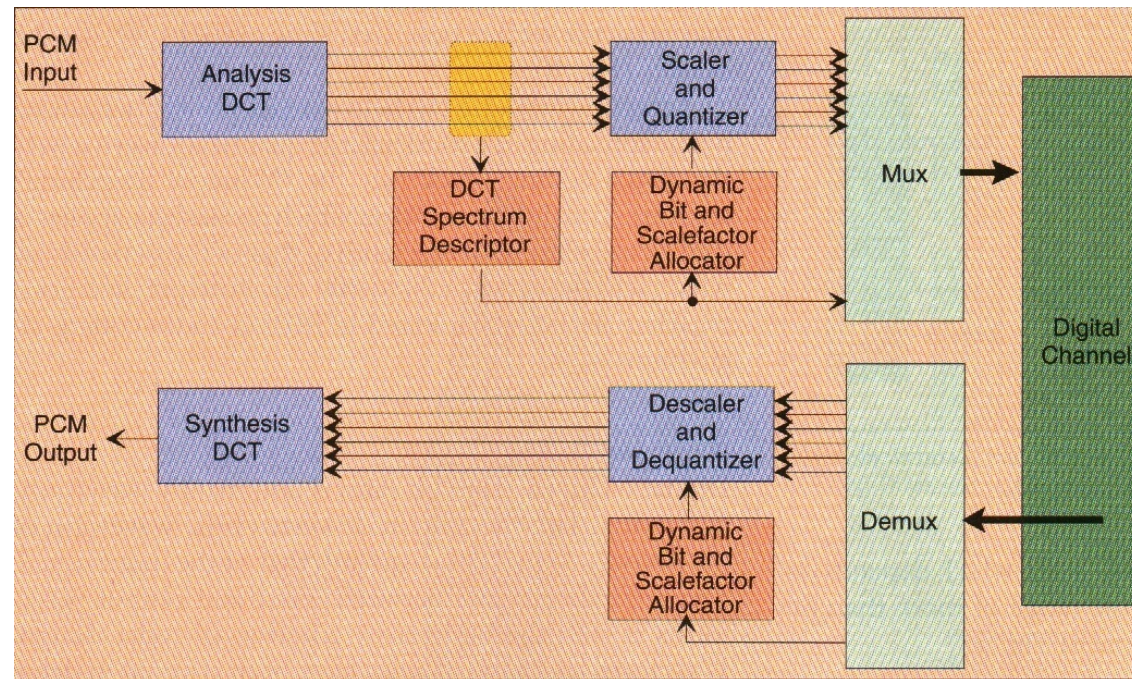 PCM
Input
Analysis
DCT
Scaler
and
Quantizer
Mux
DCT
Spectrum
Descriptor
Dynamic
Bit and
Scalefactor
Allocator
Digital
Channel
PCM
Output
Synthesis
DCT
Descaler
and
Dequantizer
Demux
Dynamic
Bit and
Scalefactor
Allocator